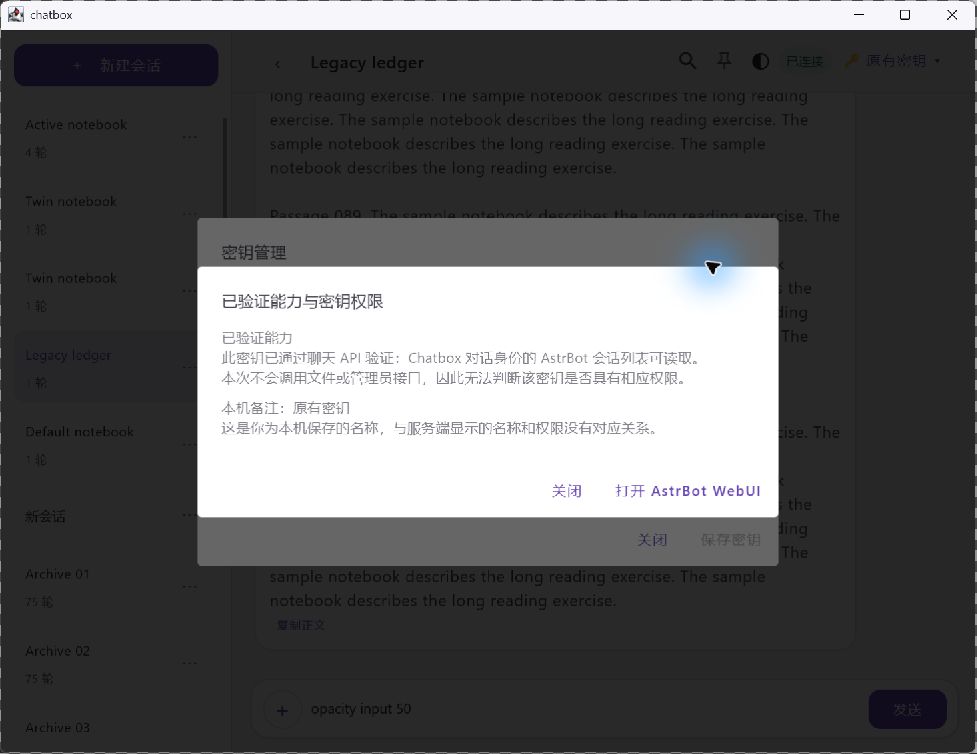 chatbox
+ 新建会话
Active notebook
4 轮
Twin notebook
1 轮
Twin notebook
1 轮
Legacy ledger
1 轮
Default notebook
1 轮
新会话
Archive 01
75 轮
Archive 02
75 轮
Archive 03
Legacy ledger
已连接
原有密钥
long reading exercise. The sample notebook describes the long reading
exercise. The sample notebook describes the long reading exercise. The
sample notebook describes the long reading exercise. The sample
notebook describes the long reading exercise.
Passage 089. The sample notebook describes the long reading exercise. The
密钥管理
已验证能力与密钥权限
已验证能力
此密钥已通过聊天 API 验证：Chatbox 对话身份的 AstrBot 会话列表可读取。
本次不会调用文件或管理员接口，因此无法判断该密钥是否具有相应权限。
本机备注：原有密钥
这是你为本机保存的名称，与服务端显示的名称和权限没有对应关系。
关闭
打开 AstrBot WebUI
关闭
保存密钥
sample notebook describes the long reading exercise. The sample
notebook describes the long reading exercise.
复制正文
+
opacity input 50
发送